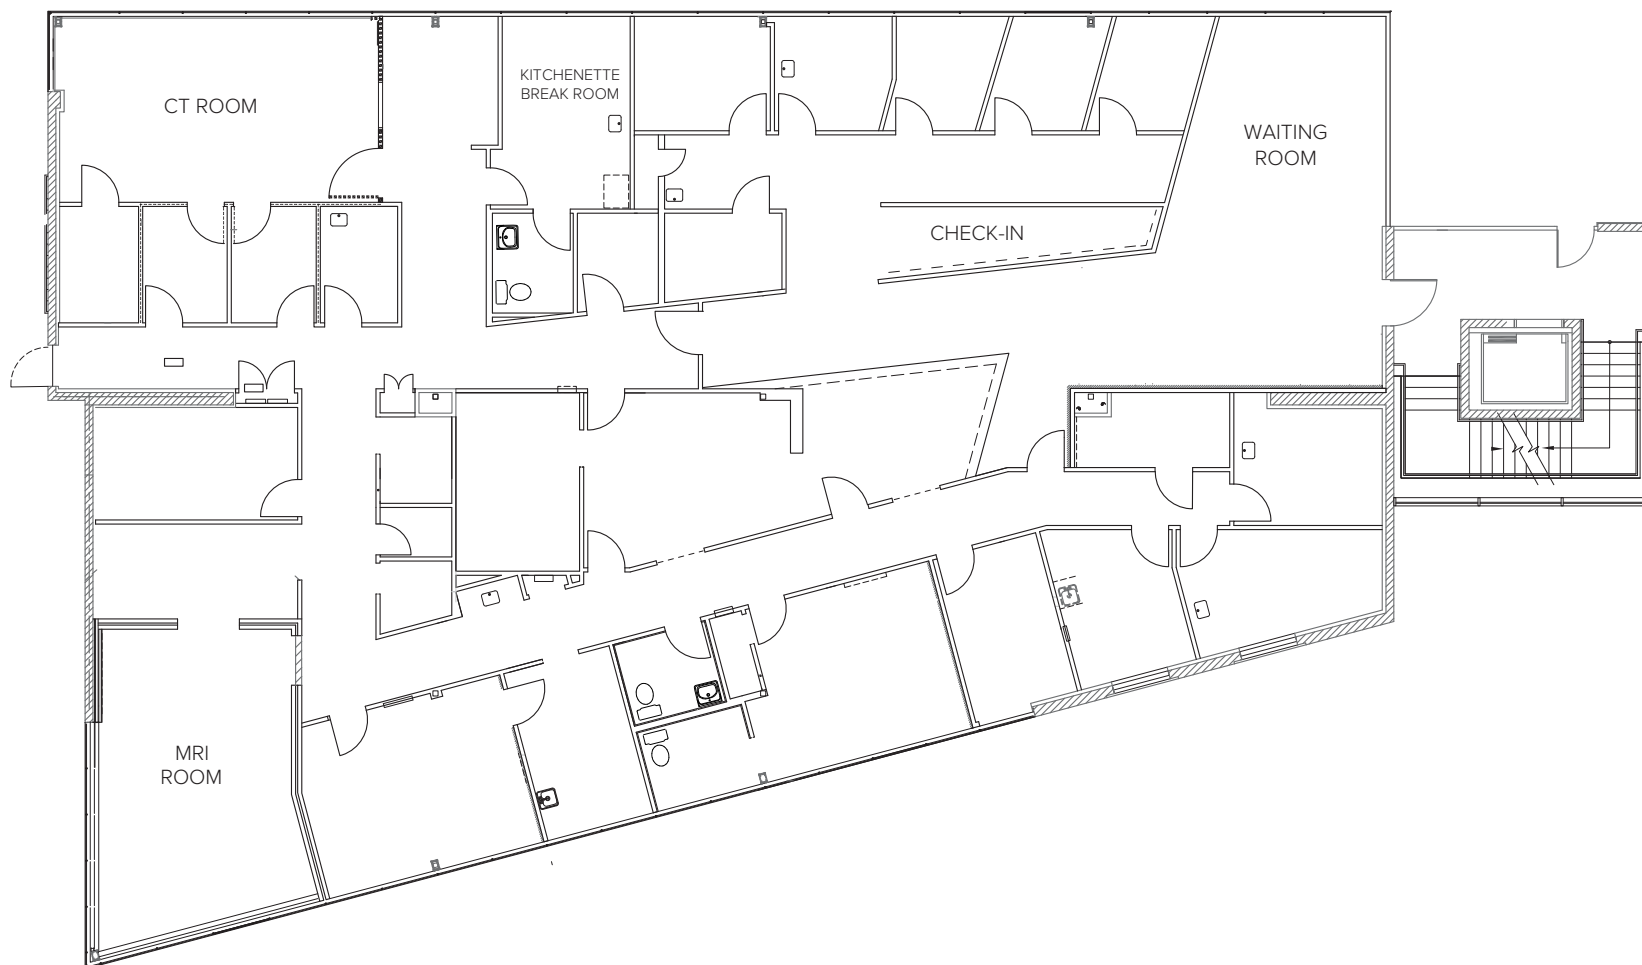 KITCHENETTE
BREAK ROOM
CT ROOM
WAITING
ROOM
CHECK-IN
MRI
ROOM